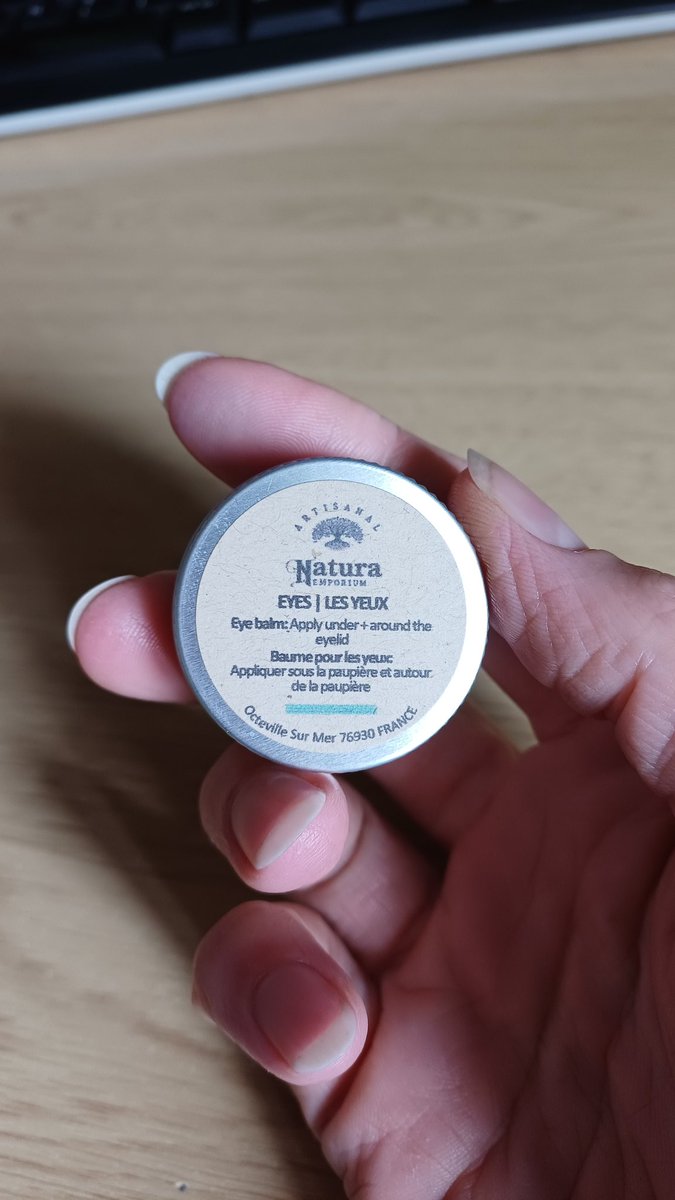 ARTISANAL
Natura
EMPORIUM
EYES | LES YEUX
Eye balm: Apply under + around the
eyelid
Baume pour les yeux:
Appliquer sous la paupière et autour
de la paupière
Octeville Sur Mer 76930 FRANCE